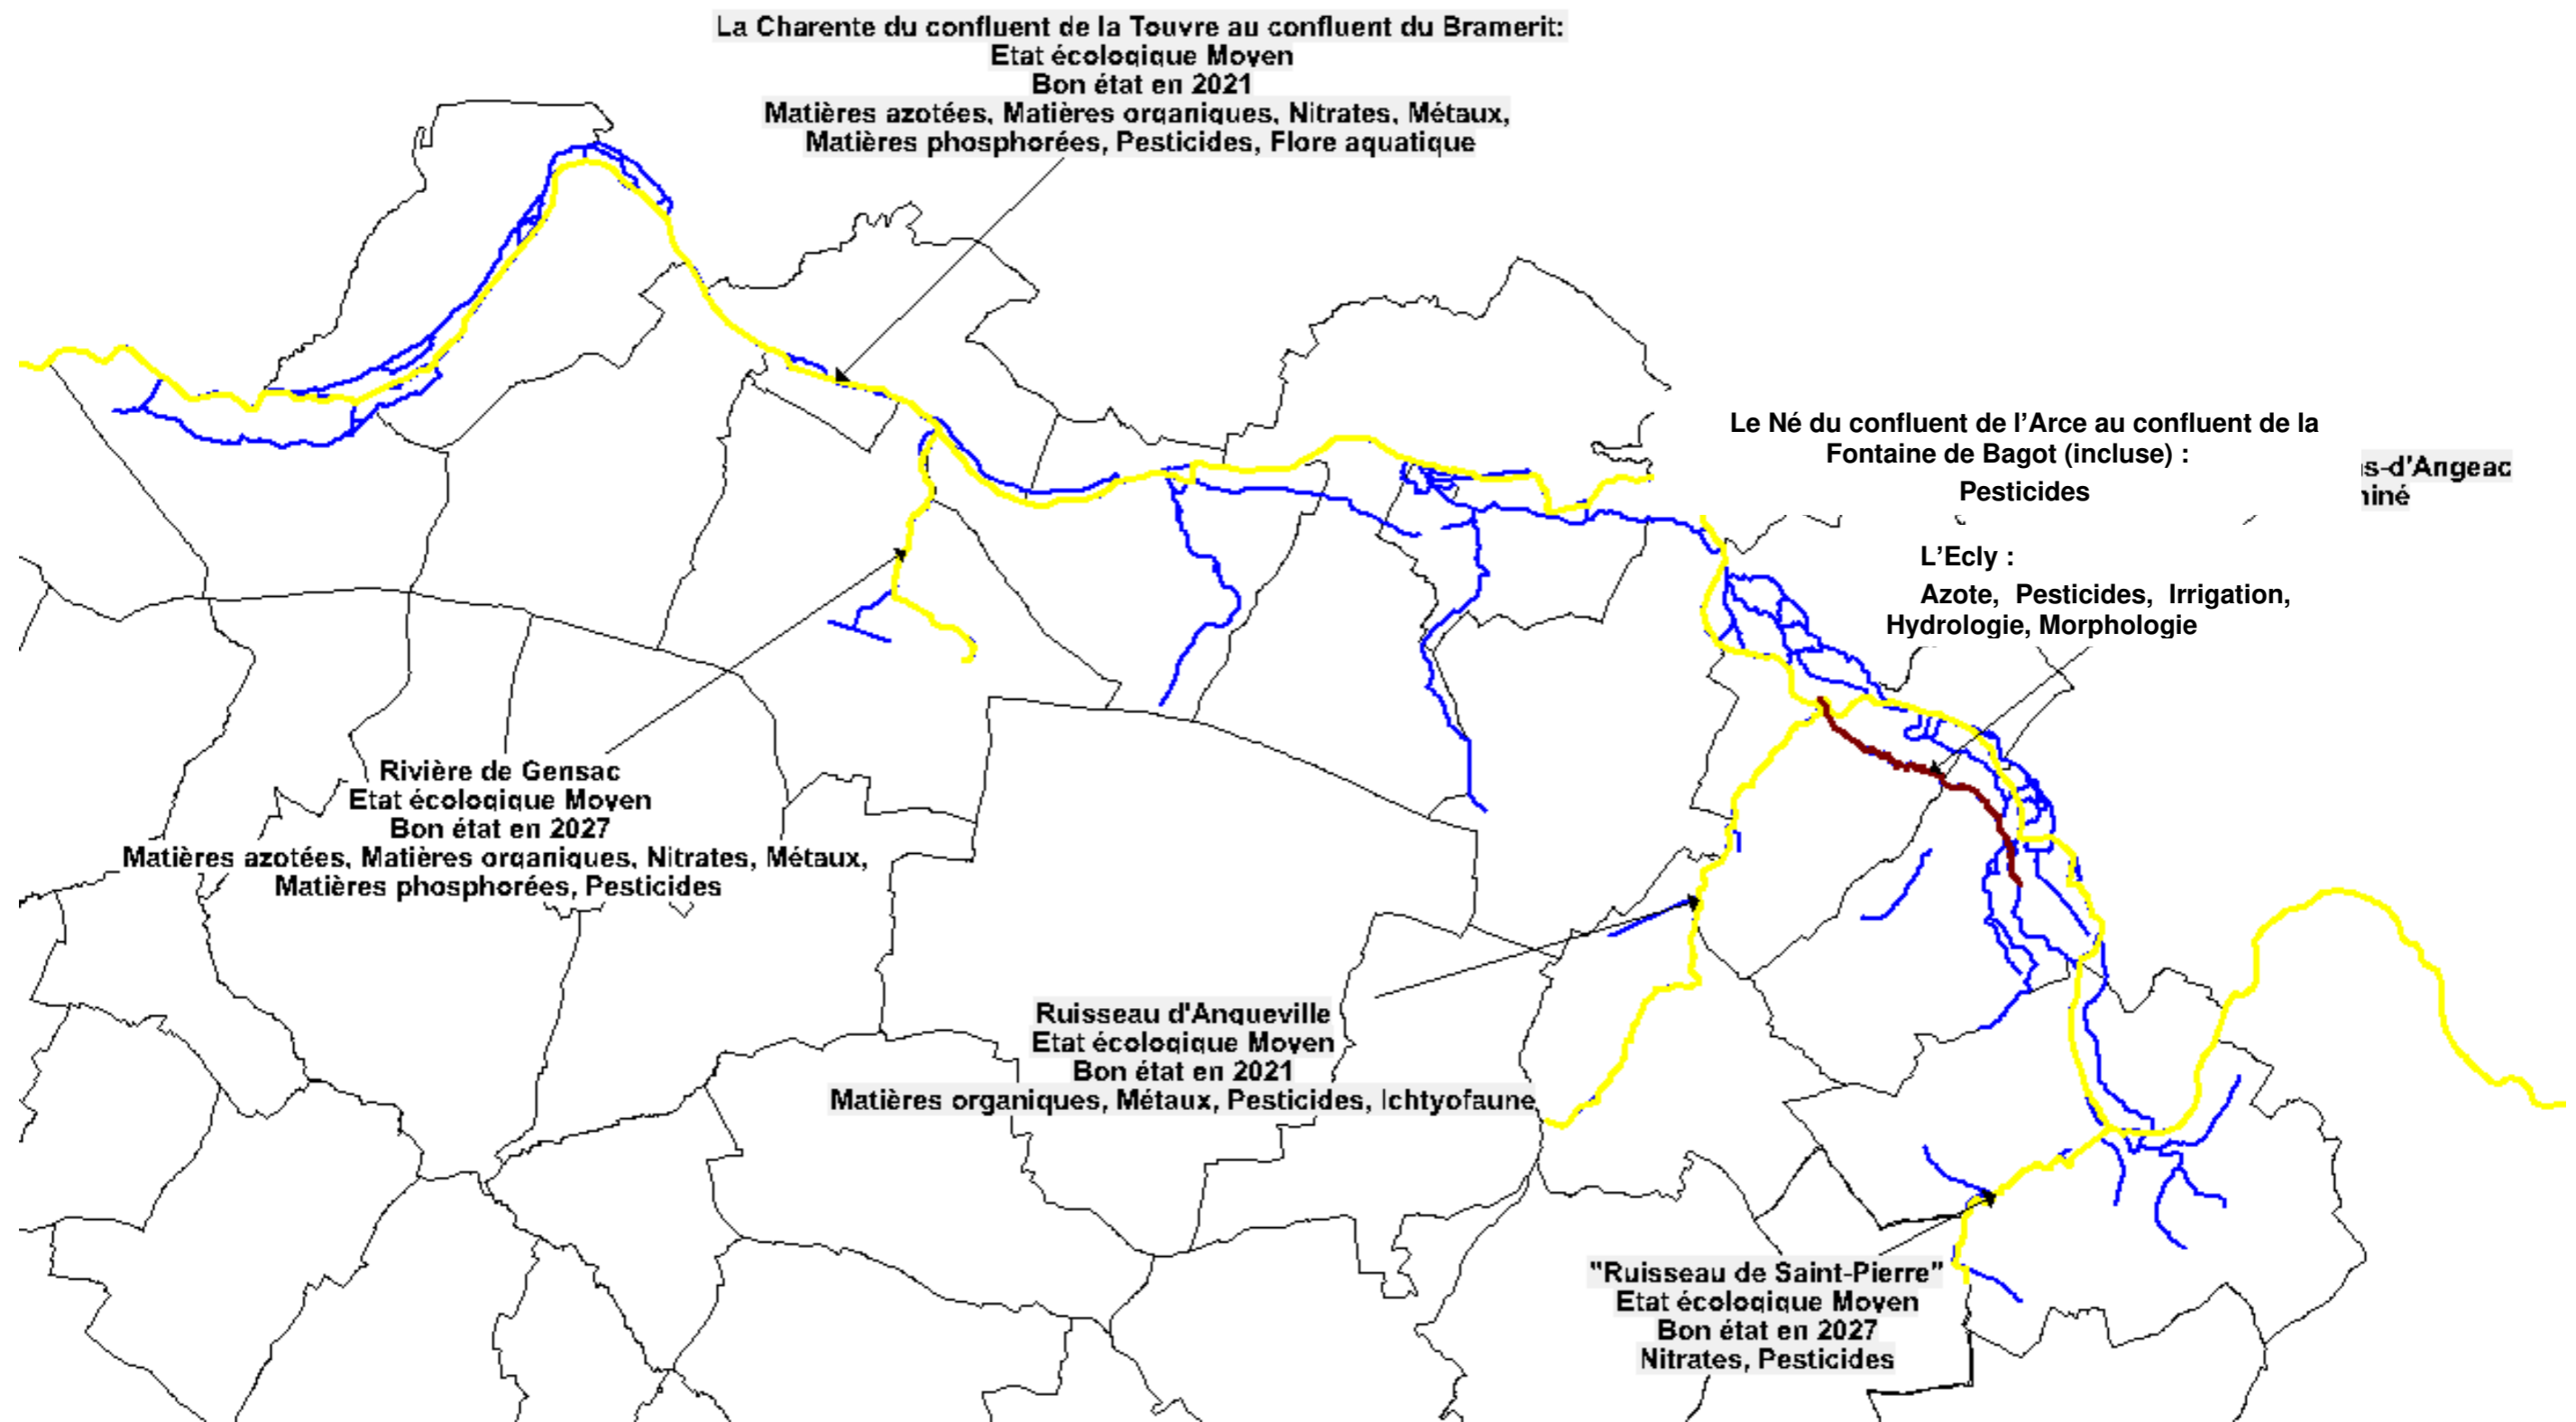 La Charente du confluent de la Touvre au confluent du Bramerit:
Etat écologique Moyen
Bon état en 2021
Matières azotées, Matières organiques, Nitrates, Métaux,
Matières phosphorées, Pesticides, Flore aquatique
Le Né du confluent de l’Arce au confluent de la
Fontaine de Bagot (incluse) :
Pesticides
s-d'Angeac
L’Ecly :
Azote, Pesticides, Irrigation,
Hydrologie, Morphologie
Rivière de Gensac
Etat écologique Moyen
Bon état en 2027
Matières azotées, Matières organiques, Nitrates, Métaux,
Matières phosphorées, Pesticides
Ruisseau d'Angueville
Etat écologique Moyen
Bon état en 2021
Matières organiques, Métaux, Pesticides, Ichtyofaune
"Ruisseau de Saint-Pierre"
Etat écologique Moyen
Bon état en 2027
Nitrates, Pesticides